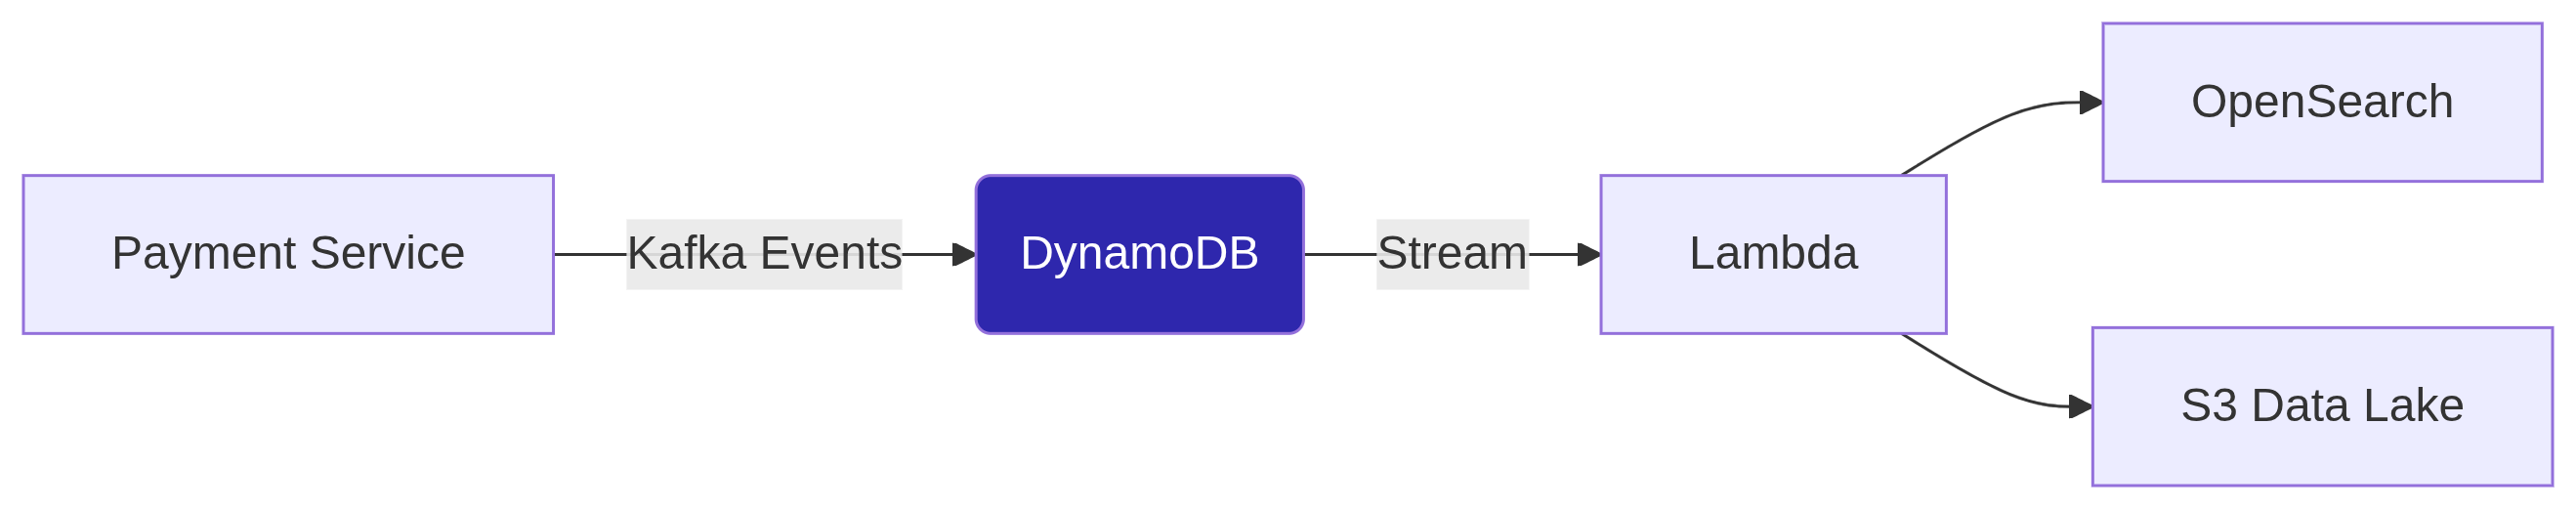 Payment Service
Kafka Events
DynamoDB
Stream
Lambda
OpenSearch
S3 Data Lake